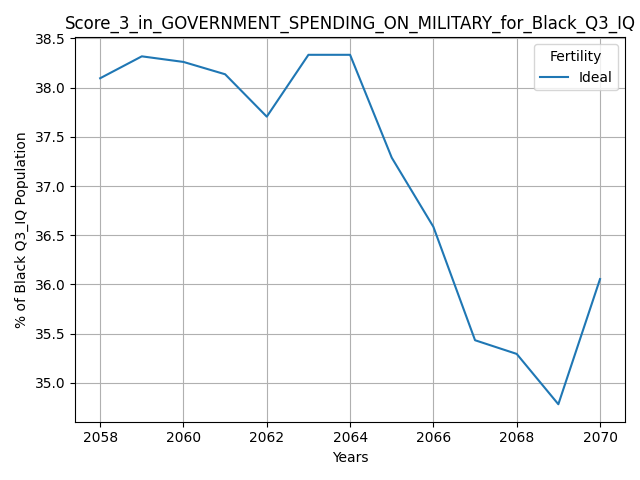 Score_3_in_GOVERNMENT_SPENDING_ON_MILITARY_for_Black_Q3_IQ
Fertility
Ideal
38.5
38.0
37.5
37.0
36.5
36.0
35.5
35.0
% of Black Q3_IQ Population
2058 2060 2062 2064 2066 2068 2070
Years